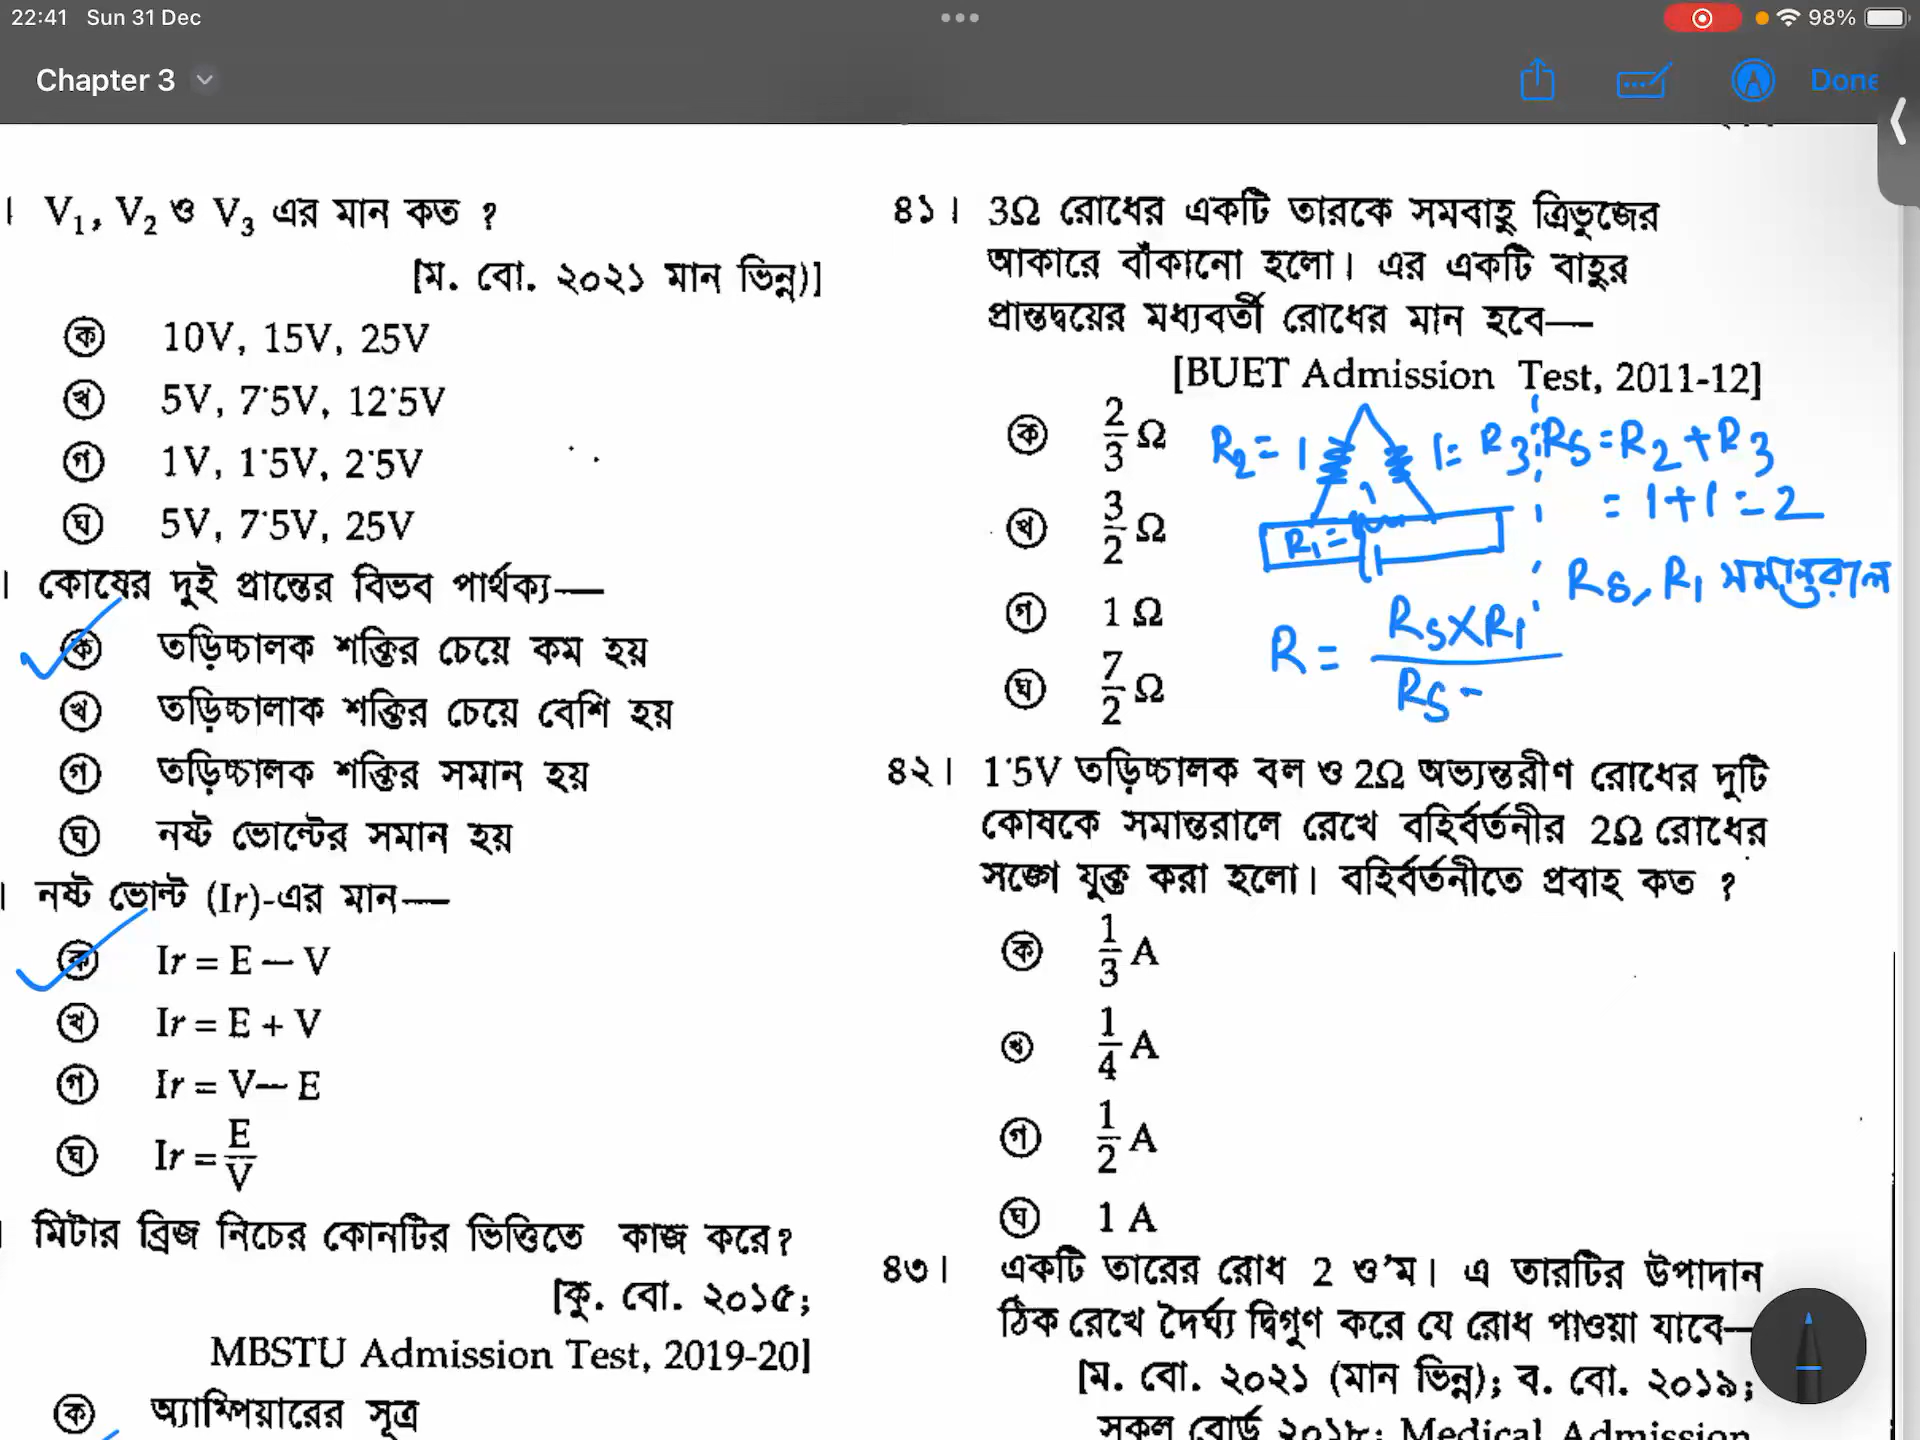 22:41 Sun 31 Dec
98%
Chapter 3
Done
। V₁, V₂ ও V₃ এর মান কত ?
[ম. বো. ২০২১ মান ভিন্ন)]
ক 10V, 15V, 25V
খ 5V, 7·5V, 12·5V
গ 1V, 1·5V, 2·5V
ঘ 5V, 7·5V, 25V
। কোষের দুই প্রান্তের বিভব পার্থক্য—
ক তড়িচ্চালক শক্তির চেয়ে কম হয়
খ তড়িচ্চালাক শক্তির চেয়ে বেশি হয়
গ তড়িচ্চালক শক্তির সমান হয়
ঘ নষ্ট ভোল্টের সমান হয়
। নষ্ট ভোল্ট (Ir)-এর মান—
ক Ir = E — V
খ Ir = E + V
গ Ir = V— E
ঘ Ir = E/V
। মিটার ব্রিজ নিচের কোনটির ভিত্তিতে কাজ করে?
[কু. বো. ২০১৫;
MBSTU Admission Test, 2019-20]
ক অ্যাম্পিয়ারের সূত্র
৪১। 3Ω রোধের একটি তারকে সমবাহু ত্রিভুজের
আকারে বাঁকানো হলো। এর একটি বাহুর
প্রান্তদ্বয়ের মধ্যবর্তী রোধের মান হবে—
[BUET Admission Test, 2011-12]
ক 2/3 Ω
খ 3/2 Ω
গ 1 Ω
ঘ 7/2 Ω
R₂ = 1
1 = R₃
R₁ =
Rs = R₂ + R₃
= 1 + 1 = 2
Rs, R₁ সমান্তরাল
R = Rs × R₁
Rs -
৪২। 1·5V তড়িচ্চালক বল ও 2Ω অভ্যন্তরীণ রোধের দুটি
কোষকে সমান্তরালে রেখে বহির্বর্তনীর 2Ω রোধের
সঙ্গে যুক্ত করা হলো। বহির্বর্তনীতে প্রবাহ কত ?
ক 1/3 A
খ 1/4 A
গ 1/2 A
ঘ 1 A
৪৩। একটি তারের রোধ 2 ও’ম। এ তারটির উপাদান
ঠিক রেখে দৈর্ঘ্য দ্বিগুণ করে যে রোধ পাওয়া যাবে—
[ম. বো. ২০২১ (মান ভিন্ন); ব. বো. ২০১৯;
সকল বোর্ড ২০১৮; Medical Admission